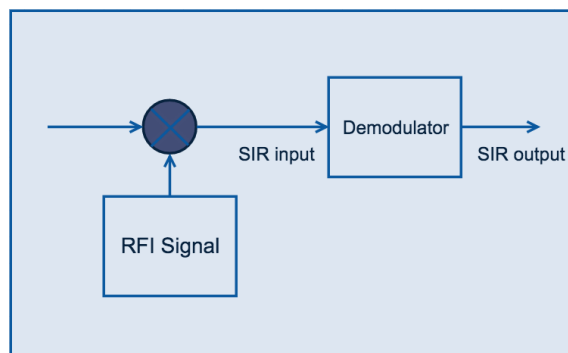 Demodulator
SIR input
SIR output
RFI Signal